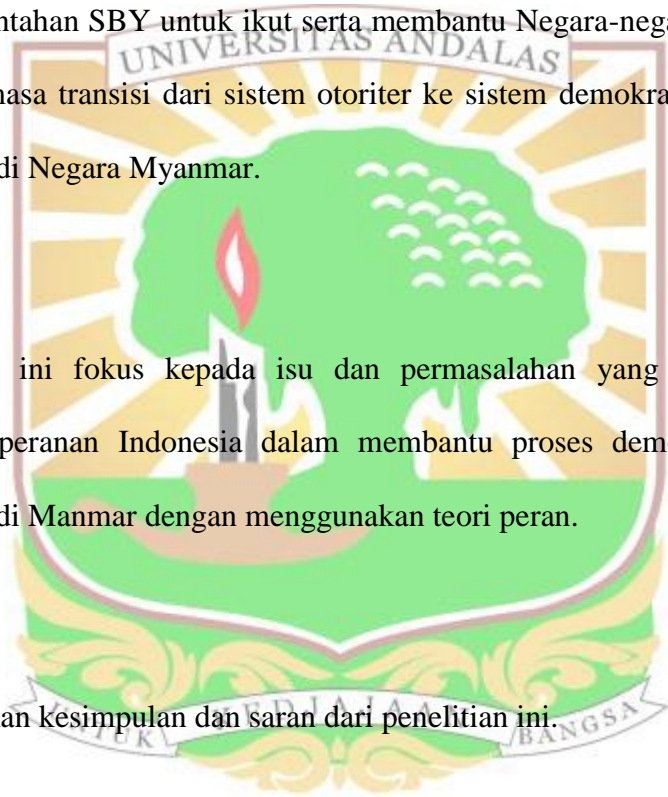 ntahan SBY untuk ikut serta membantu Negara-nega
UNIVERSITAS ANDALAS
nasa transisi dari sistem otoriter ke sistem demokra
di Negara Myanmar.
ini fokus kepada isu dan permasalahan yang
peranan Indonesia dalam membantu proses dem
di Manmar dengan menggunakan teori peran.
an kesimpulan dan saran dari penelitian ini.
UNTUK KEDJAJAAN BANGSA